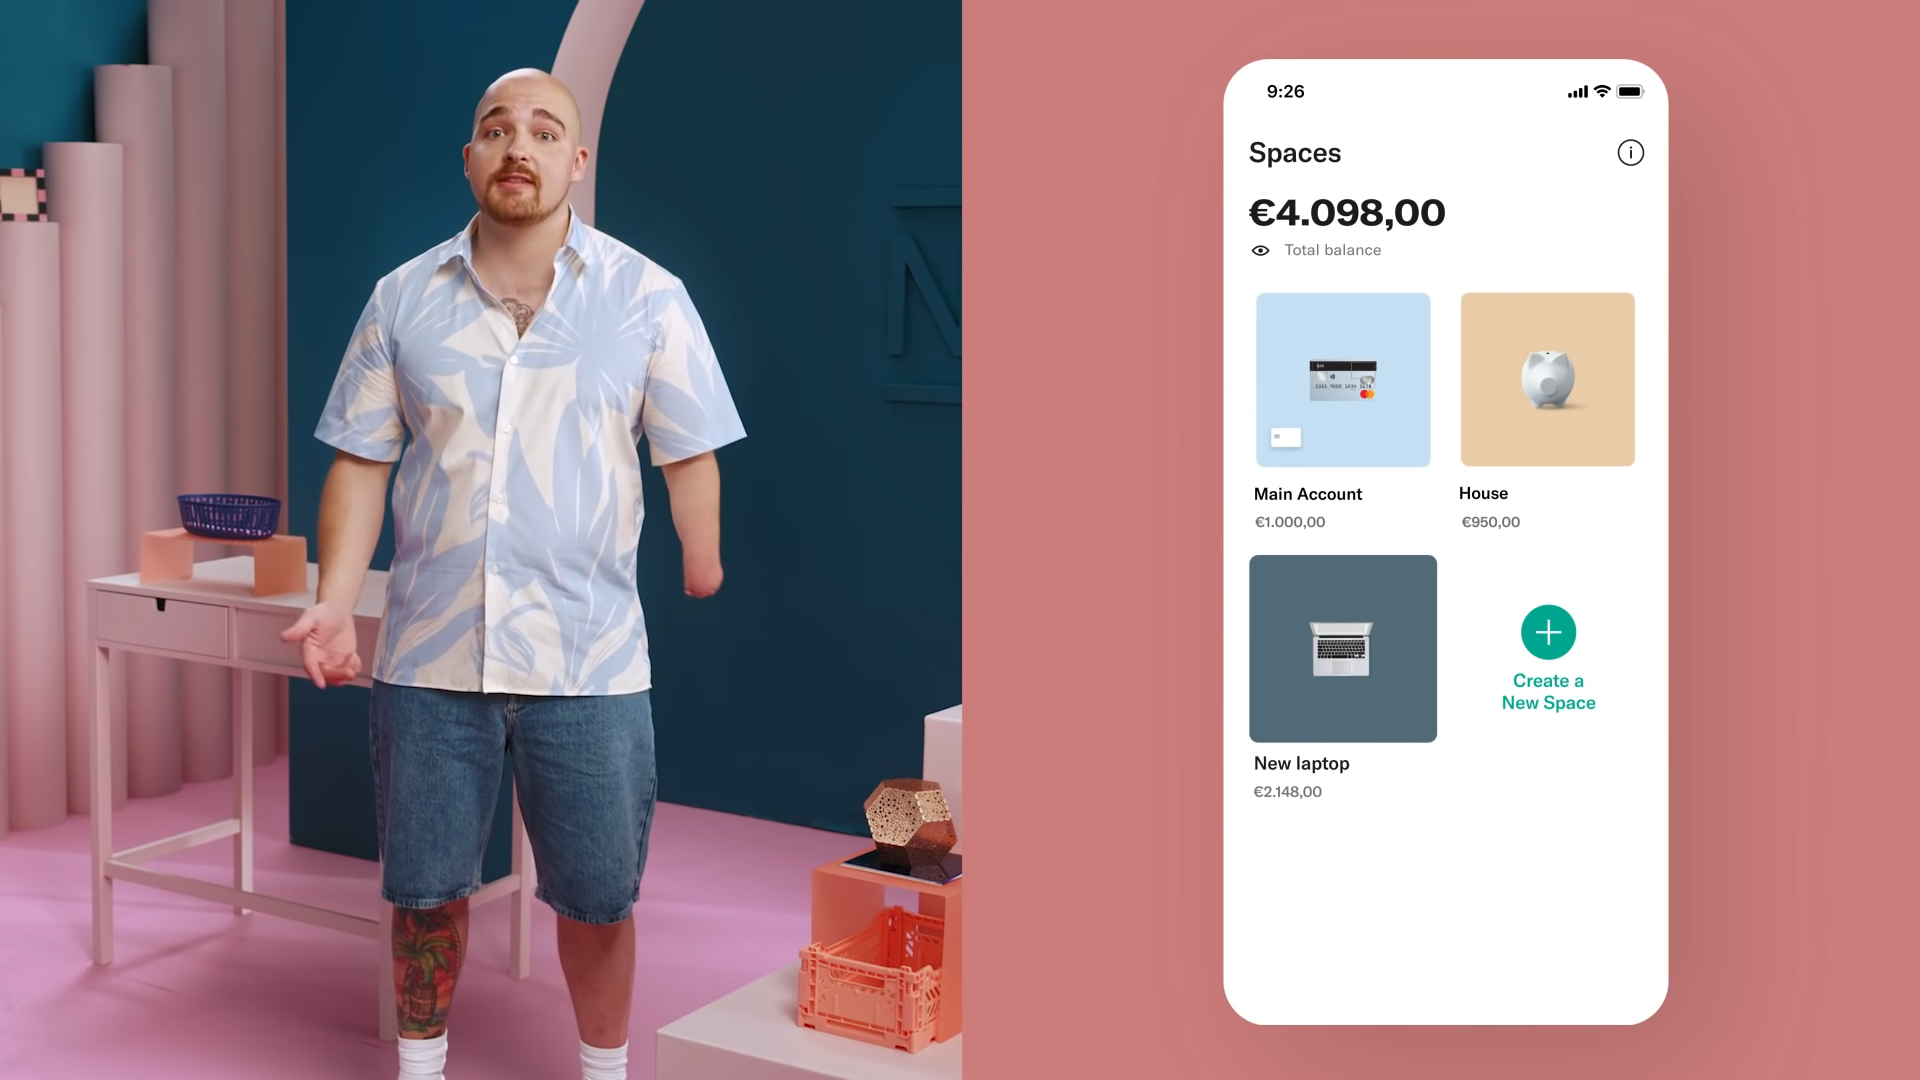 9:26
Spaces
€4.098,00
Total balance
Main Account
€1.000,00
House
€950,00
Create a
New Space
New laptop
€2.148,00